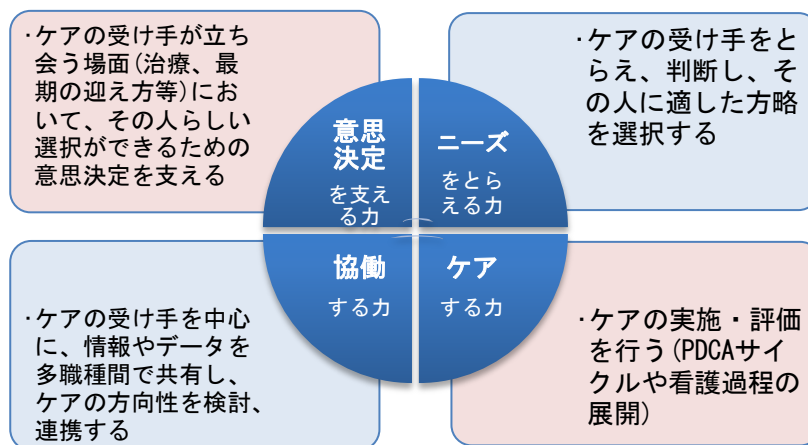 ・ケアの受け手が立ち
会う場面(治療、最
期の迎え方等)にお
いて、その人らしい
選択ができるための
意思決定を支える
・ケアの受け手をと
らえ、判断し、そ
の人に適した方略
を選択する
意思
決定
を支え
る力
ニーズ
をとら
える力
協働
する力
ケア
する力
・ケアの受け手を中心
に、情報やデータを
多職種間で共有し、
ケアの方向性を検討、
連携する
・ケアの実施・評価
を行う(PDCAサイ
クルや看護過程の
展開)